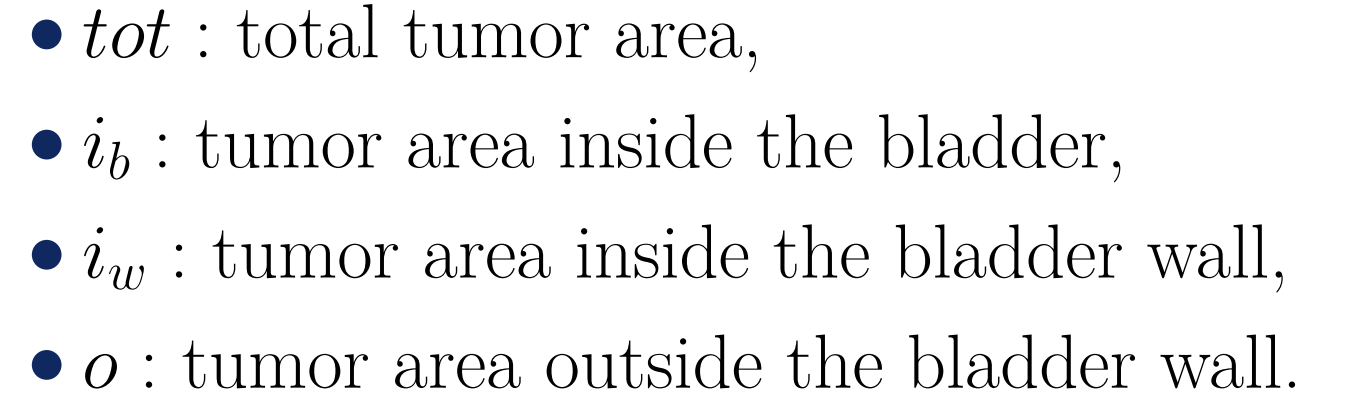 • tot : total tumor area,
• i_b : tumor area inside the bladder,
• i_w : tumor area inside the bladder wall,
• o : tumor area outside the bladder wall.